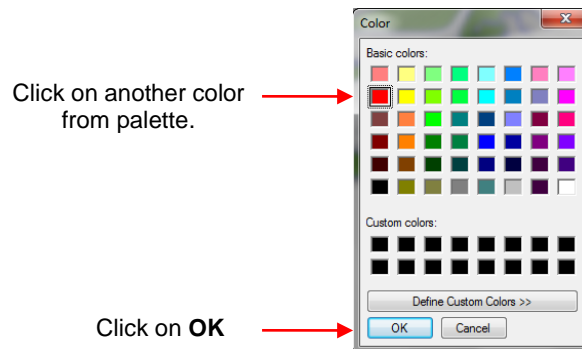 Color
Basic colors:
Click on another color
from palette.
Custom colors:
Define Custom Colors >>
Click on OK
OK Cancel